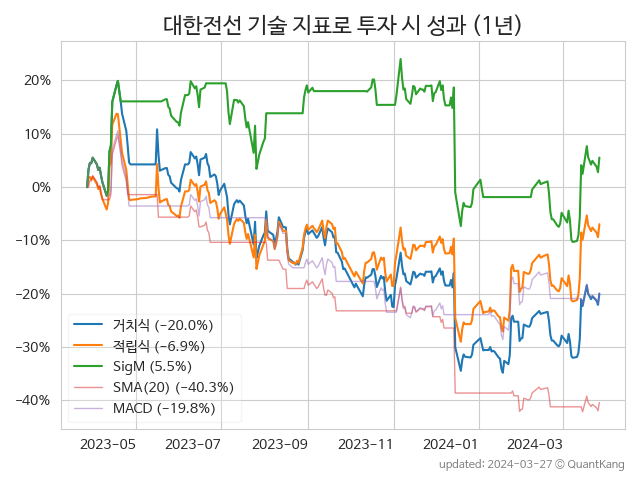 대한전선 기술 지표로 투자 시 성과 (1년)
20%
10%
0%
−10%
−20%
−30%
−40%
거치식 (−20.0%)
적립식 (−6.9%)
SigM (5.5%)
SMA(20) (−40.3%)
MACD (−19.8%)
2023-05 2023-07 2023-09 2023-11 2024-01 2024-03
updated: 2024-03-27 © QuantKang